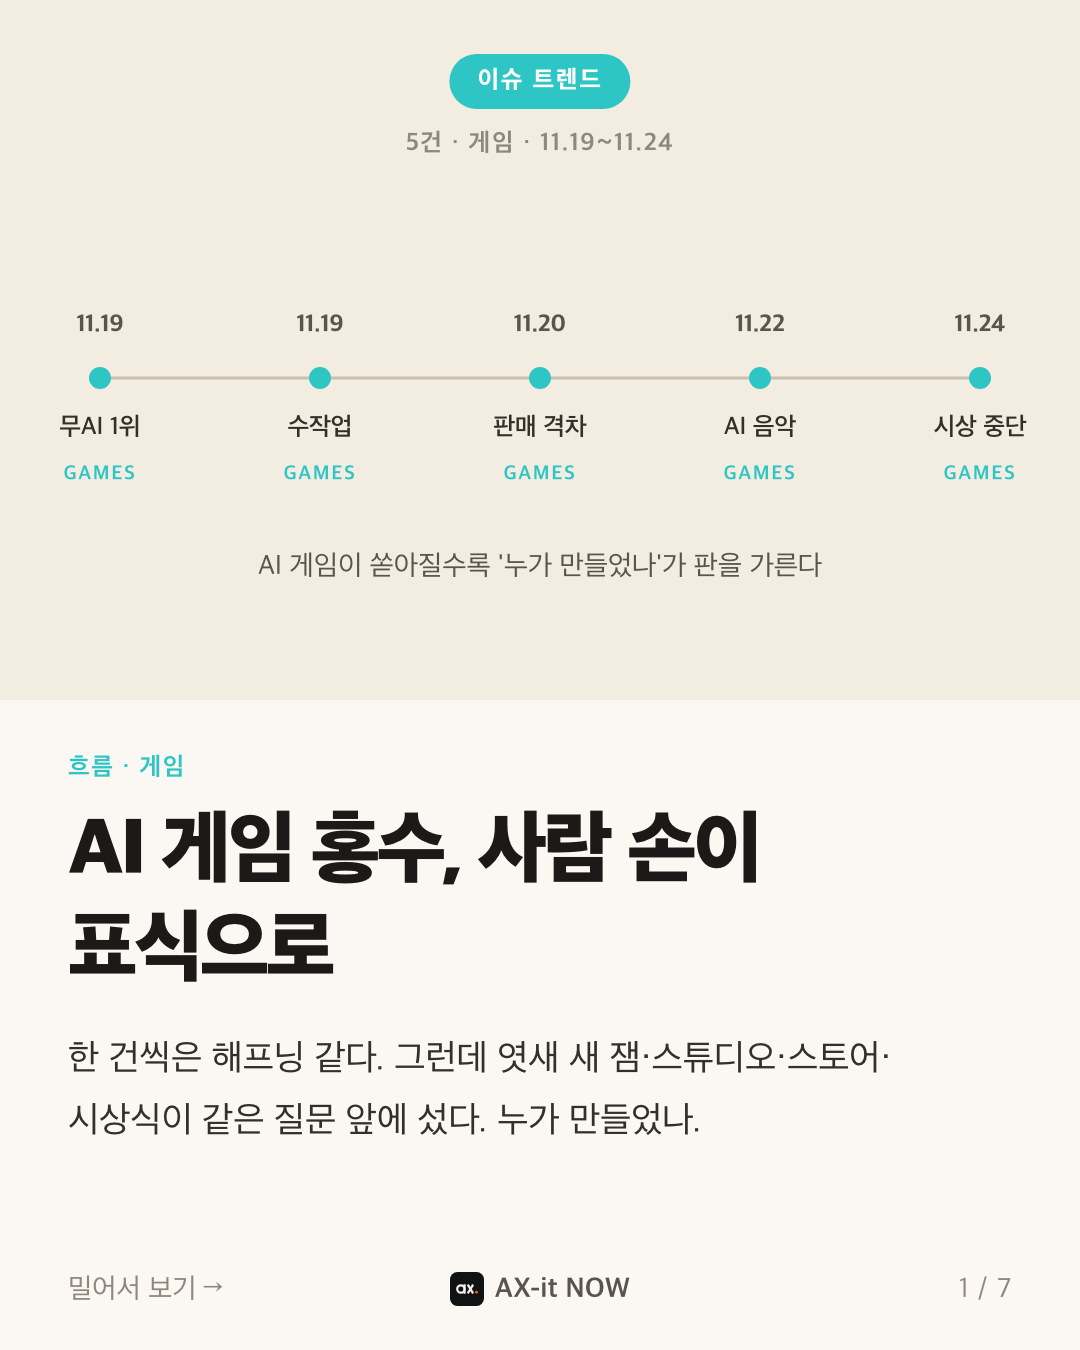 이슈 트렌드
5건 · 게임 · 11.19~11.24
11.19 11.19 11.20 11.22 11.24
무AI 1위 수작업 판매 격차 AI 음악 시상 중단
GAMES GAMES GAMES GAMES GAMES
AI 게임이 쏟아질수록 '누가 만들었나'가 판을 가른다
흐름 · 게임
AI 게임 홍수, 사람 손이
표식으로
한 건씩은 해프닝 같다. 그런데 엿새 새 잼·스튜디오·스토어·
시상식이 같은 질문 앞에 섰다. 누가 만들었나.
밀어서 보기 → ax. AX-it NOW 1 / 7